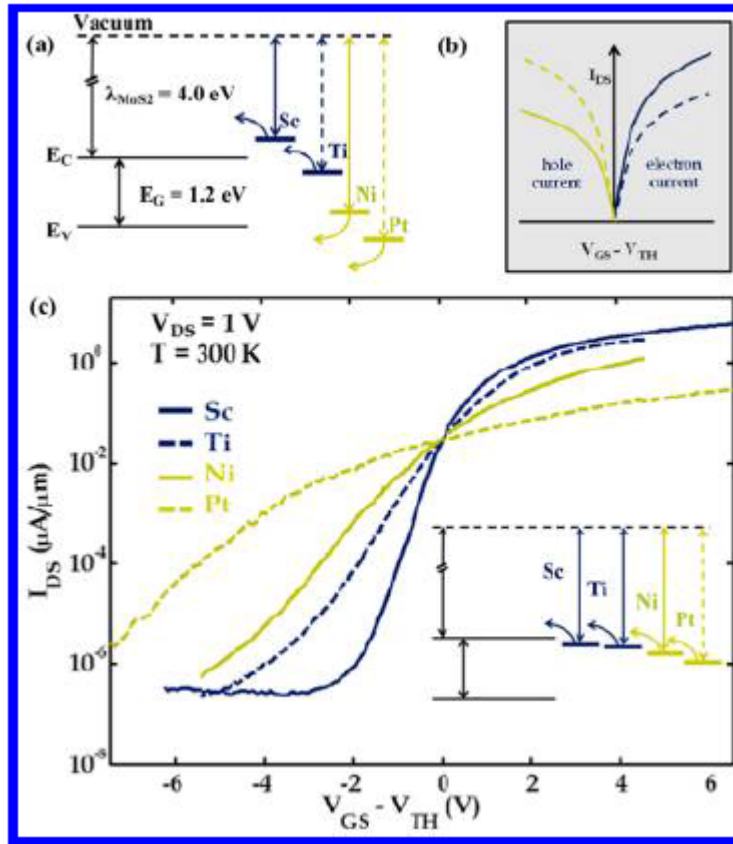 Vacuum
(a)
λMoS2 = 4.0 eV
Sc
Ti
EC
EG = 1.2 eV
Ni
EV
Pt
(b)
IDS
hole current
electron current
VGS - VTH
(c)
VDS = 1 V
T = 300 K
Sc
Ti
Ni
Pt
IDS (μA/μm)
10^0
10^-2
10^-4
10^-6
10^-8
Sc
Ti
Ni
Pt
-6 -4 -2 0 2 4 6
VGS - VTH (V)